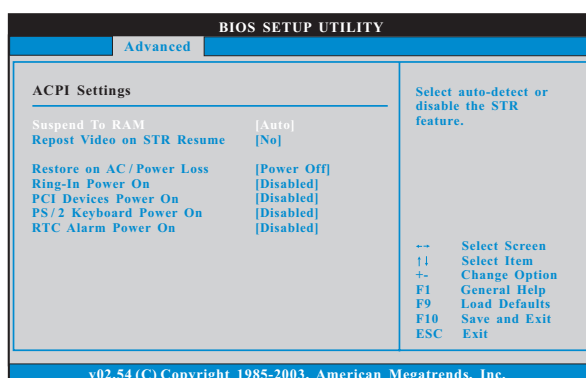 BIOS SETUP UTILITY
Advanced
ACPI Settings
Suspend To RAM [Auto]
Repost Video on STR Resume [No]
Restore on AC / Power Loss [Power Off]
Ring-In Power On [Disabled]
PCI Devices Power On [Disabled]
PS / 2 Keyboard Power On [Disabled]
RTC Alarm Power On [Disabled]
Select auto-detect or
disable the STR
feature.
←→ Select Screen
↑↓ Select Item
+- Change Option
F1 General Help
F9 Load Defaults
F10 Save and Exit
ESC Exit
v02.54 (C) Copyright 1985-2003, American Megatrends, Inc.